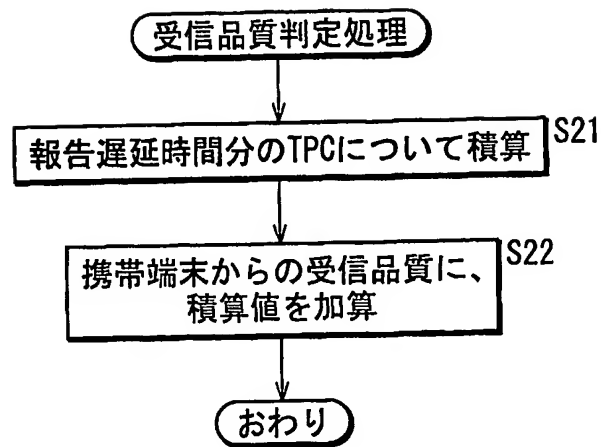 受信品質判定処理
報告遅延時間分のTPCについて積算
S21
携帯端末からの受信品質に、
積算値を加算
S22
おわり